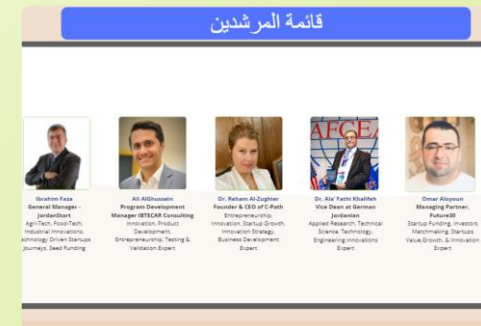 قائمة المرشدين
AFCEA
Ibrahim Faza
General Manager -
JordanStart
Agri-Tech, Food-Tech,
Industrial Innovations,
Technology Driven Startups
Journeys, Seed Funding
Ali AlGhussein
Program Development
Manager IBTECAR Consulting
Innovation, Product
Development,
Entrepreneurship, Testing &
Validation Expert
Dr. Reham Al-Zughier
Founder & CEO of C-Path
Entrepreneurship,
Innovation, Startup Growth,
Innovation Strategy,
Business Development
Expert
Dr. Ala' Fathi Khalifeh
Vice Dean at German
Jordanian
Applied Research, Technical
Science, Technology,
Engineering Innovations
Expert
Omar Aloyoun
Managing Partner,
Future3D
Startup Funding, Investors
Matchmaking, Startups
Value,Growth, & Innovation
Expert